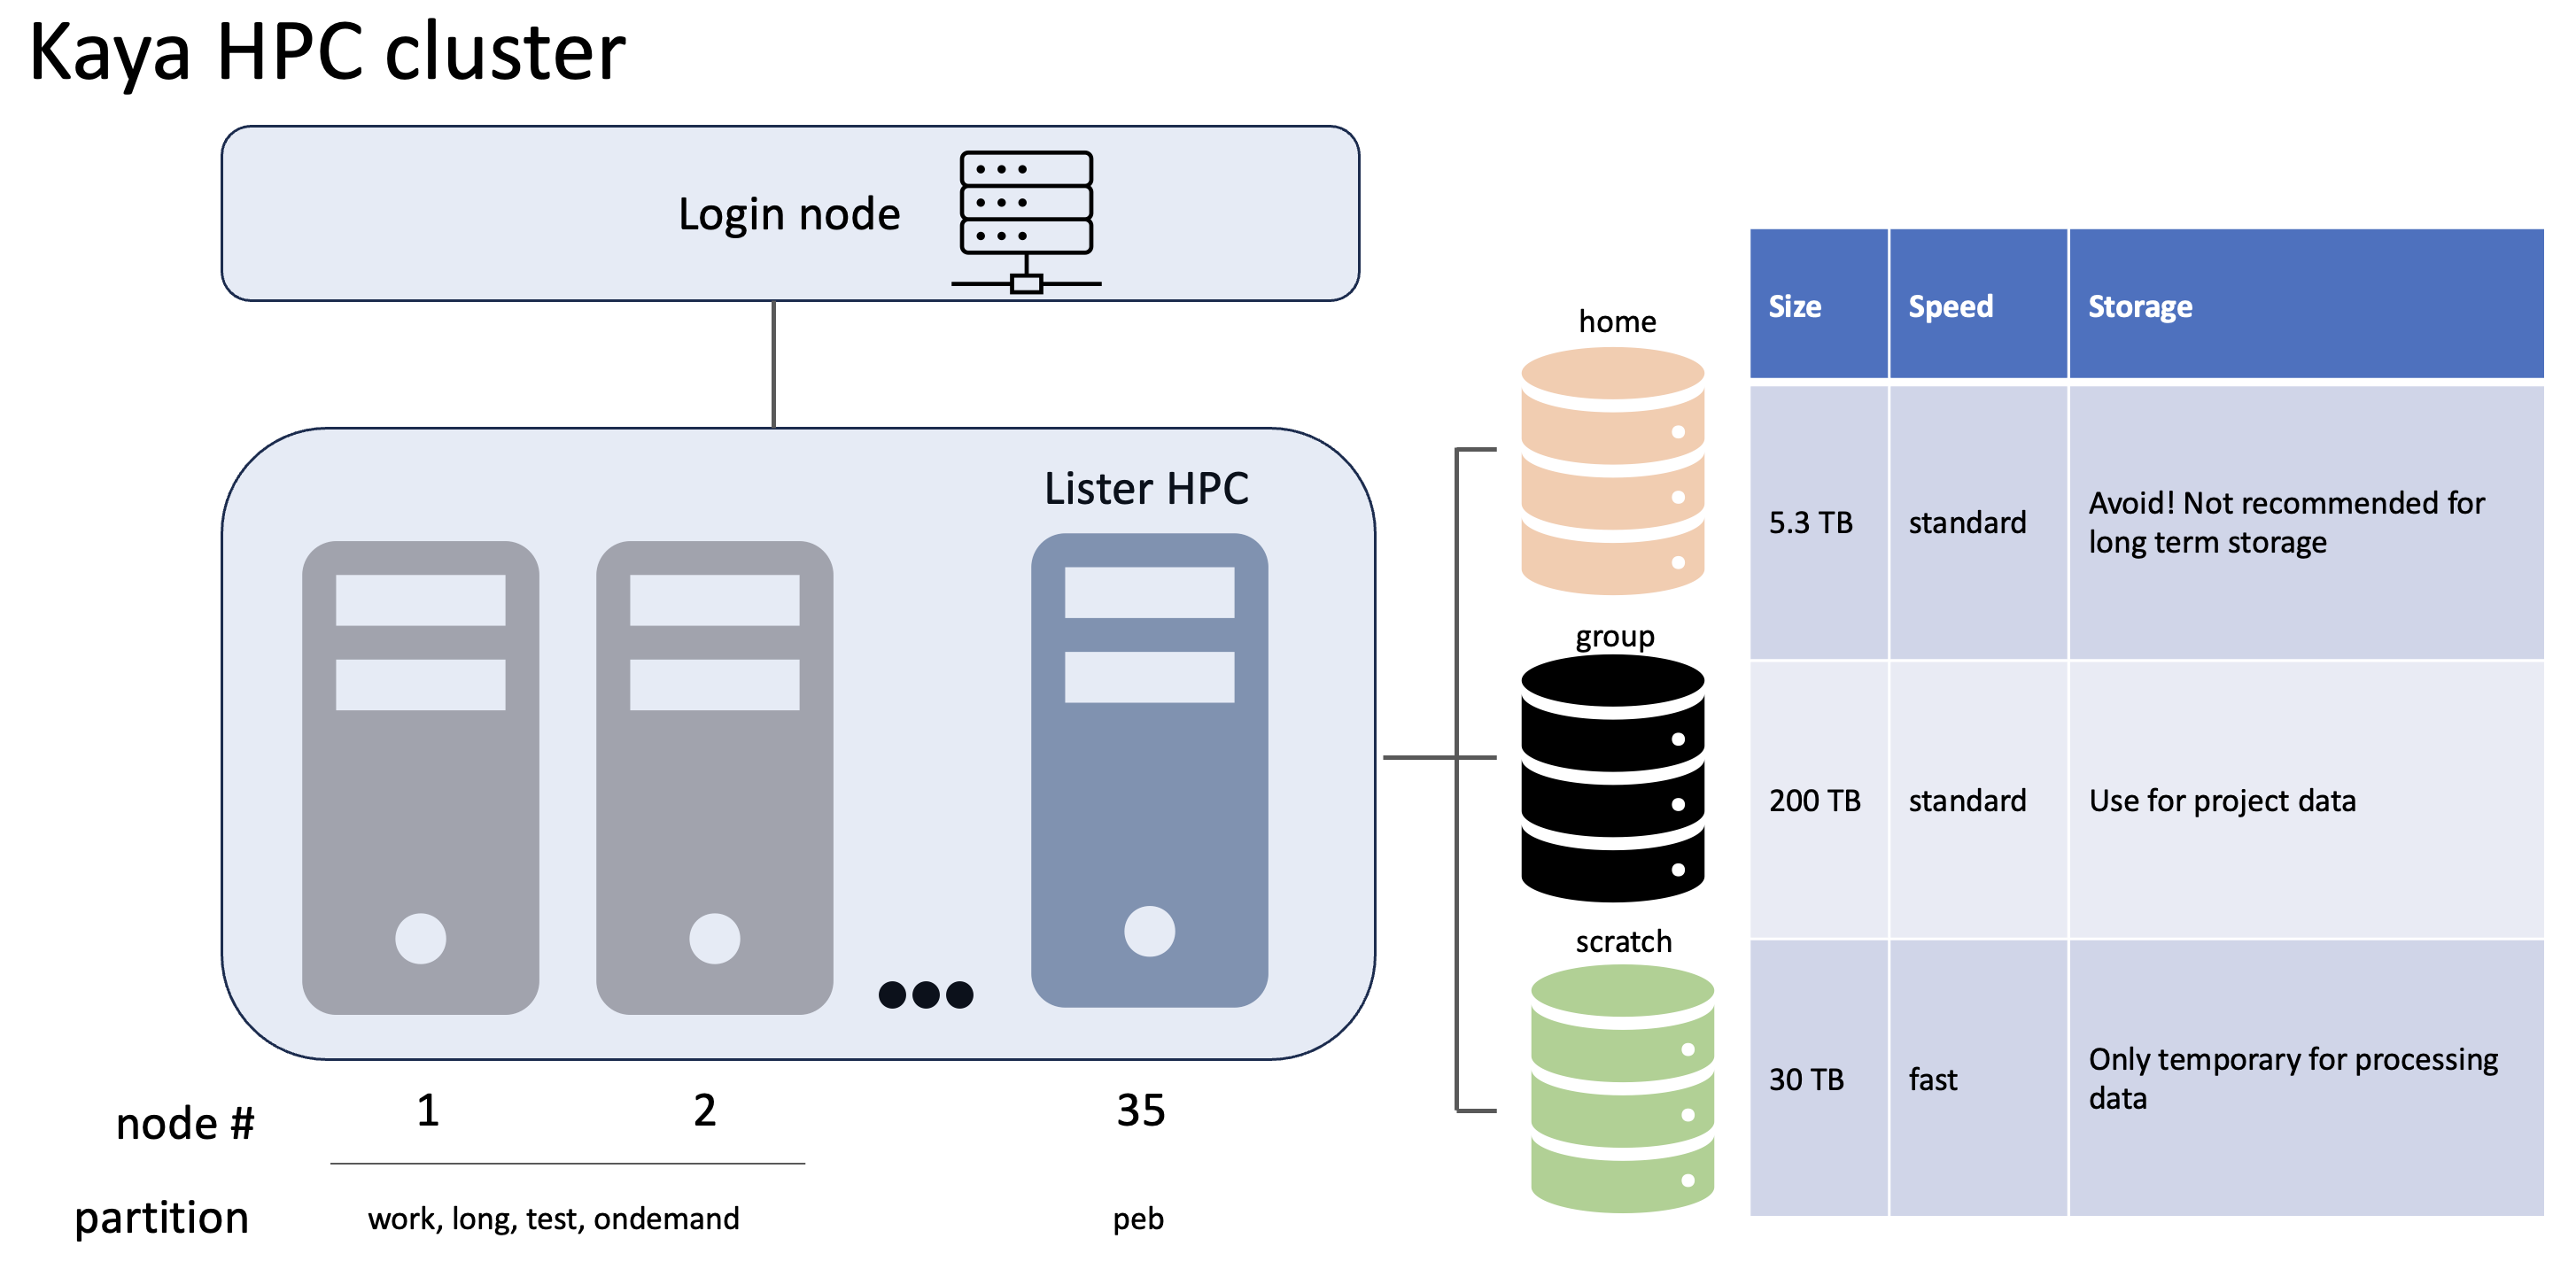 Kaya HPC cluster
Login node
Lister HPC
node # 1 2 35
partition work, long, test, ondemand peb
home
group
scratch
Size Speed Storage
5.3 TB standard Avoid! Not recommended for
long term storage
200 TB standard Use for project data
30 TB fast Only temporary for processing
data